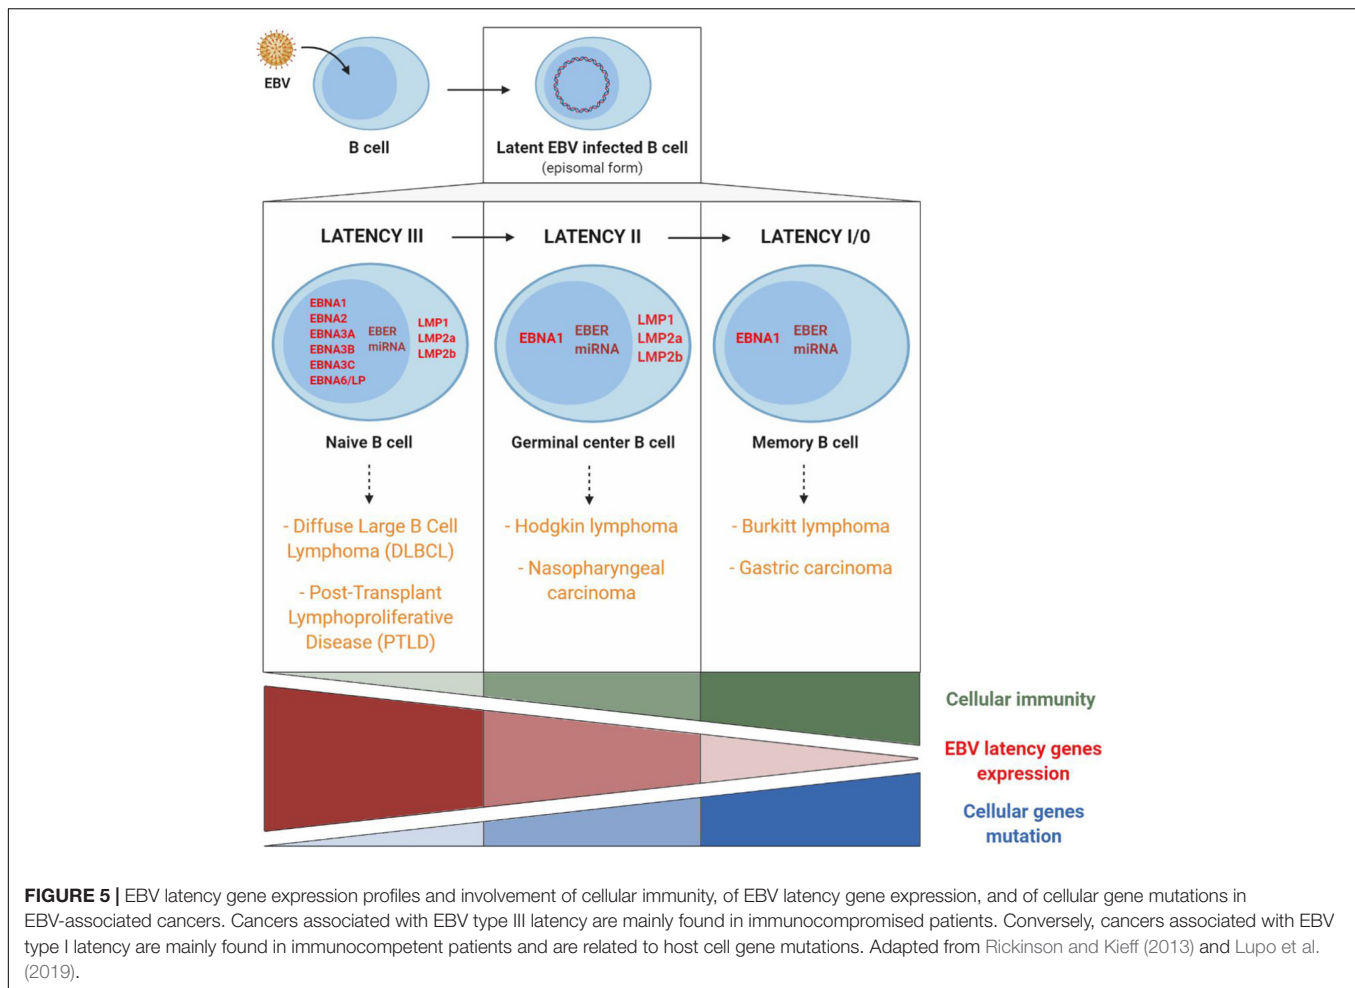 EBV
B cell
Latent EBV infected B cell
(episomal form)
LATENCY III
LATENCY II
LATENCY I/0
EBNA1
EBNA2
EBNA3A
EBNA3B
EBNA3C
EBNA6/LP
EBER
miRNA
LMP1
LMP2a
LMP2b
EBNA1
EBER
miRNA
LMP1
LMP2a
LMP2b
EBNA1
EBER
miRNA
Naive B cell
Germinal center B cell
Memory B cell
- Diffuse Large B Cell
Lymphoma (DLBCL)
- Post-Transplant
Lymphoproliferative
Disease (PTLD)
- Hodgkin lymphoma
- Nasopharyngeal
carcinoma
- Burkitt lymphoma
- Gastric carcinoma
Cellular immunity
EBV latency genes
expression
Cellular genes
mutation
FIGURE 5 | EBV latency gene expression profiles and involvement of cellular immunity, of EBV latency gene expression, and of cellular gene mutations in
EBV-associated cancers. Cancers associated with EBV type III latency are mainly found in immunocompromised patients. Conversely, cancers associated with EBV
type I latency are mainly found in immunocompetent patients and are related to host cell gene mutations. Adapted from Rickinson and Kieff (2013) and Lupo et al.
(2019).